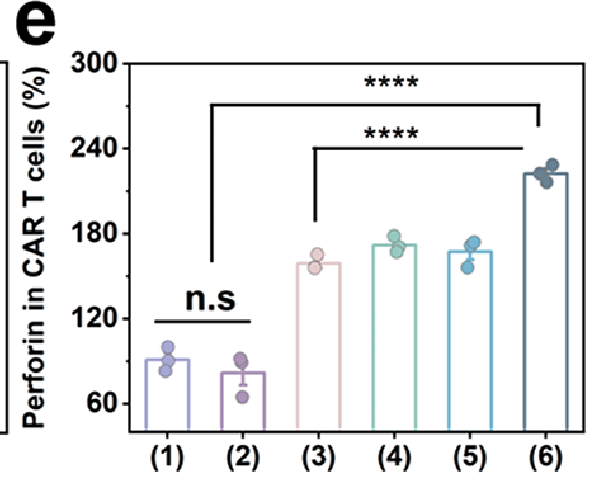 e
Perforin in CAR T cells (%)
300
240
180
120
60
****
****
n.s
(1) (2) (3) (4) (5) (6)